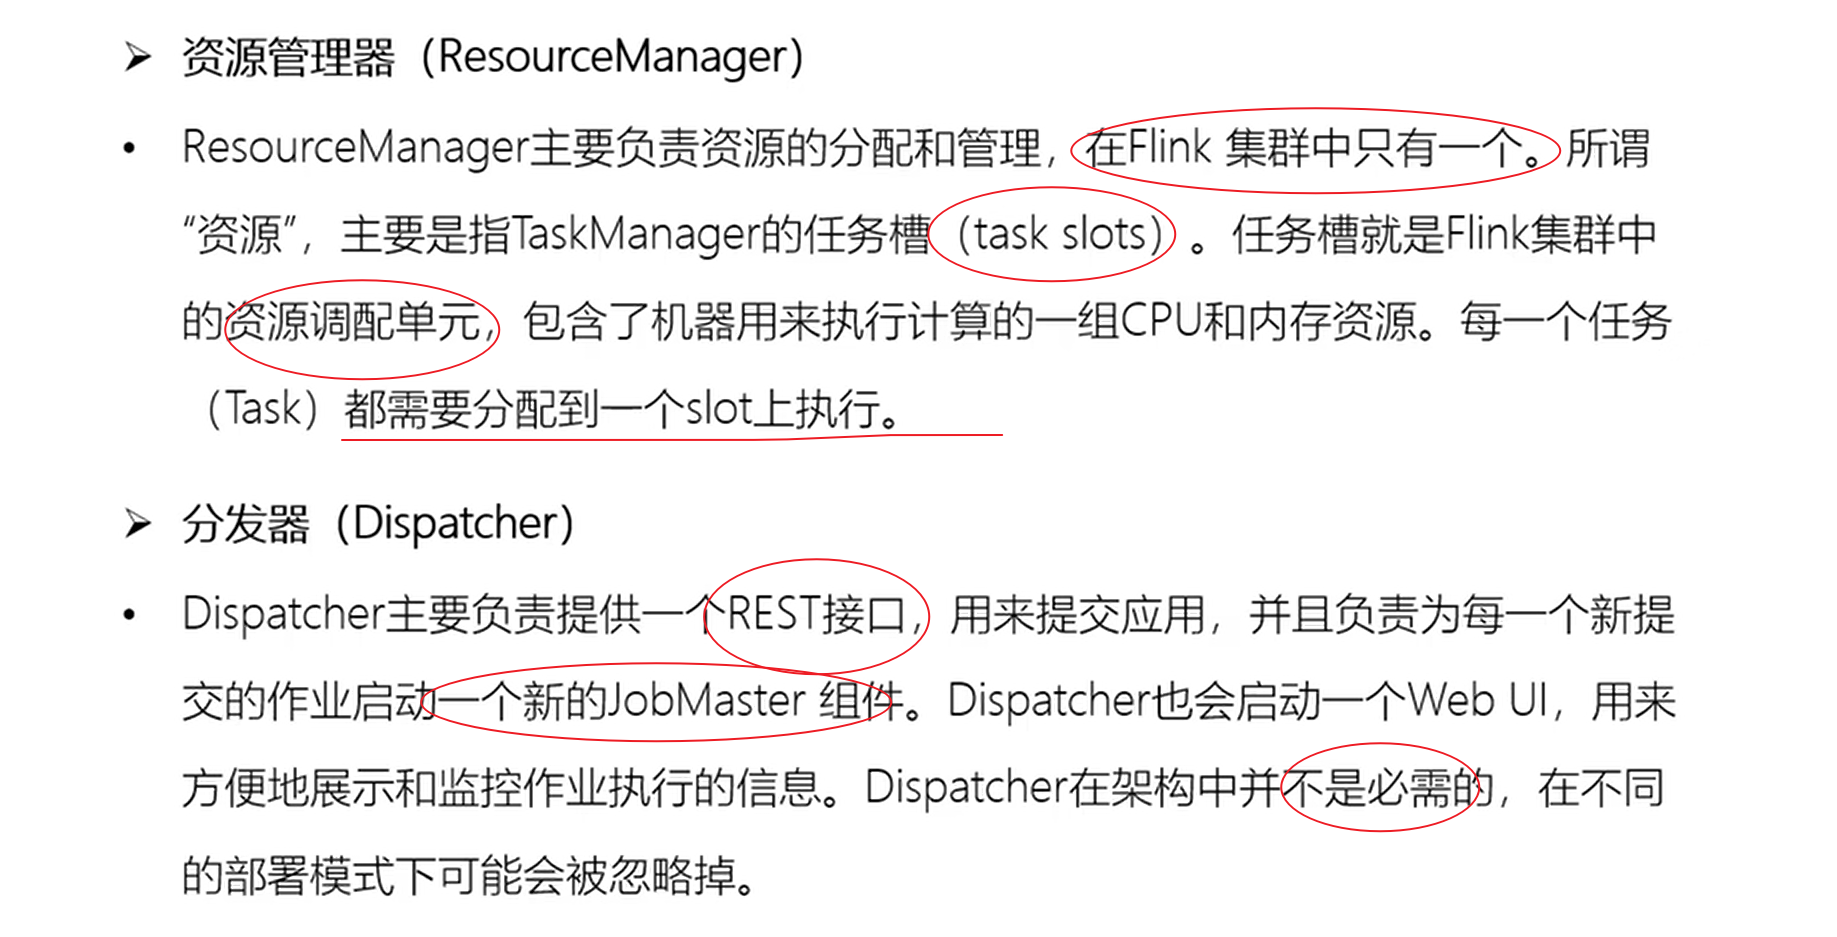 ➢ 资源管理器（ResourceManager）
• ResourceManager主要负责资源的分配和管理，在Flink 集群中只有一个。所谓
“资源”，主要是指TaskManager的任务槽（task slots）。任务槽就是Flink集群中
的资源调配单元，包含了机器用来执行计算的一组CPU和内存资源。每一个任务
（Task）都需要分配到一个slot上执行。
➢ 分发器（Dispatcher）
• Dispatcher主要负责提供一个REST接口，用来提交应用，并且负责为每一个新提
交的作业启动一个新的JobMaster 组件。Dispatcher也会启动一个Web UI，用来
方便地展示和监控作业执行的信息。Dispatcher在架构中并不是必需的，在不同
的部署模式下可能会被忽略掉。